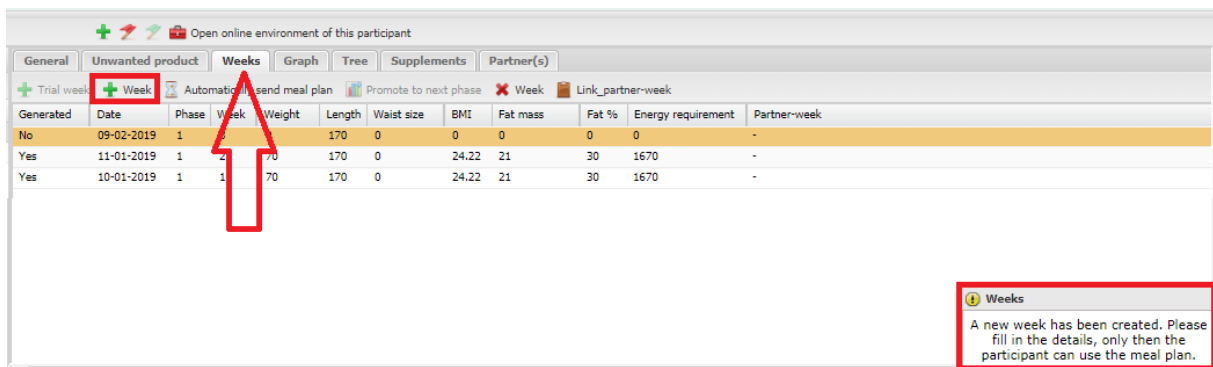 Open online environment of this participant
General Unwanted product Weeks Graph Tree Supplements Partner(s)
Trial week Week Automatically send meal plan Promote to next phase Week Link_partner-week
Generated Date Phase Week Weight Length Waist size BMI Fat mass Fat % Energy requirement Partner-week
No 09-02-2019 1 170 0 0 0 0 0 -
Yes 11-01-2019 1 2 70 170 0 24.22 21 30 1670 -
Yes 10-01-2019 1 1 70 170 0 24.22 21 30 1670 -
Weeks
A new week has been created. Please
fill in the details, only then the
participant can use the meal plan.